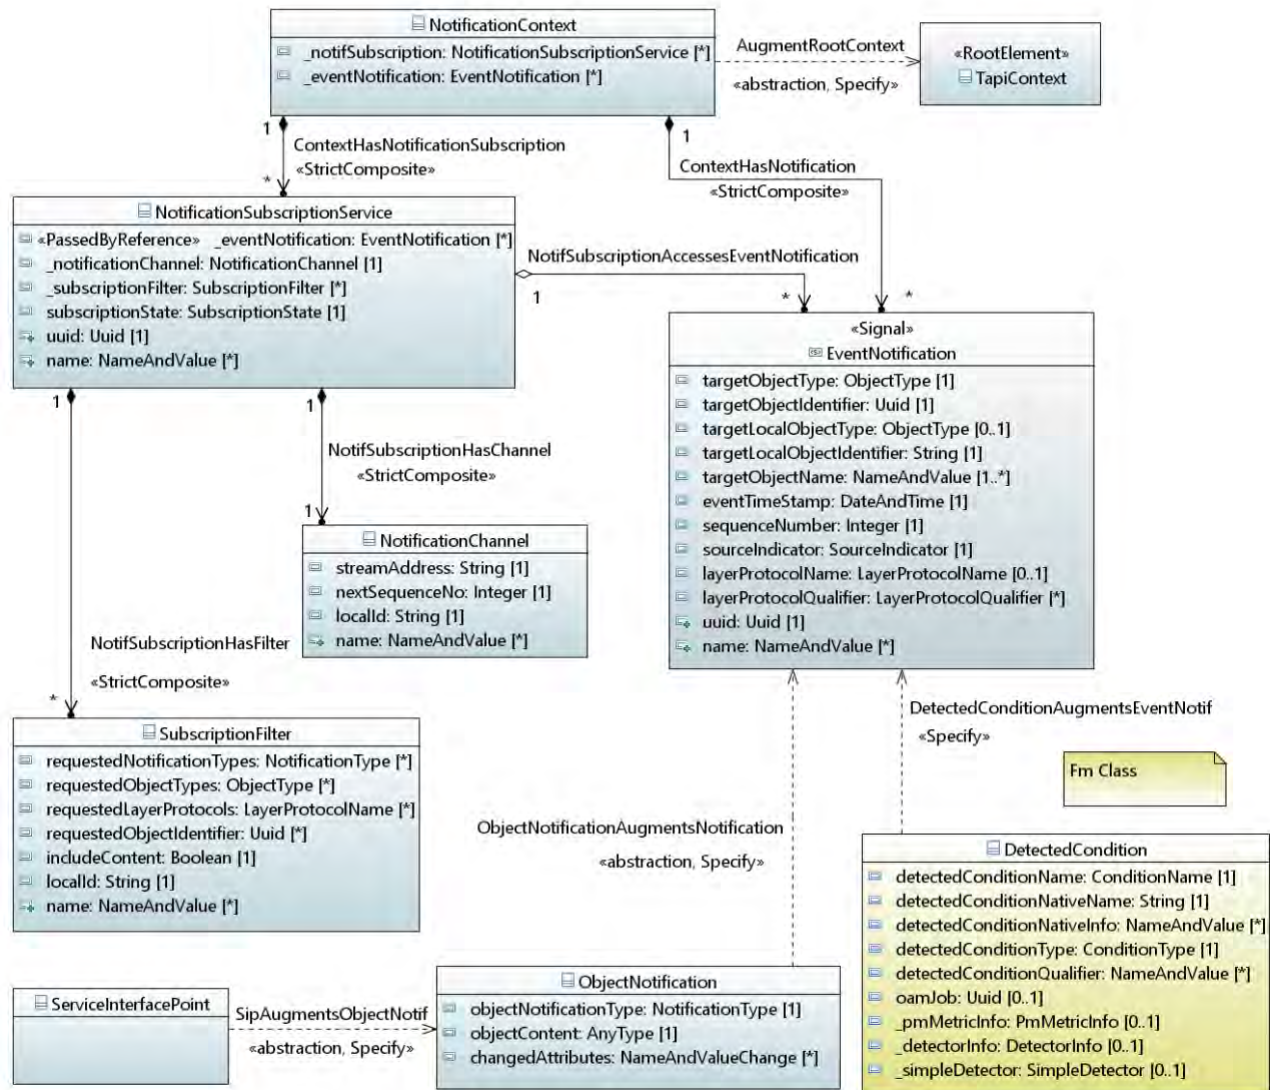 NotificationContext
_notifSubscription: NotificationSubscriptionService [*]
_eventNotification: EventNotification [*]
AugmentRootContext
«abstraction, Specify»
«RootElement»
TapiContext
1
ContextHasNotificationSubscription
«StrictComposite»
*
1
ContextHasNotification
«StrictComposite»
*
NotificationSubscriptionService
«PassedByReference» _eventNotification: EventNotification [*]
_notificationChannel: NotificationChannel [1]
_subscriptionFilter: SubscriptionFilter [*]
subscriptionState: SubscriptionState [1]
uuid: Uuid [1]
name: NameAndValue [*]
NotifSubscriptionAccessesEventNotification
1
*
«Signal»
EventNotification
targetObjectType: ObjectType [1]
targetObjectIdentifier: Uuid [1]
targetLocalObjectType: ObjectType [0..1]
targetLocalObjectIdentifier: String [1]
targetObjectName: NameAndValue [1..*]
eventTimeStamp: DateAndTime [1]
sequenceNumber: Integer [1]
sourceIndicator: SourceIndicator [1]
layerProtocolName: LayerProtocolName [0..1]
layerProtocolQualifier: LayerProtocolQualifier [*]
uuid: Uuid [1]
name: NameAndValue [*]
1
1
NotifSubscriptionHasChannel
«StrictComposite»
1
NotificationChannel
streamAddress: String [1]
nextSequenceNo: Integer [1]
localId: String [1]
name: NameAndValue [*]
NotifSubscriptionHasFilter
«StrictComposite»
*
SubscriptionFilter
requestedNotificationTypes: NotificationType [*]
requestedObjectTypes: ObjectType [*]
requestedLayerProtocols: LayerProtocolName [*]
requestedObjectIdentifier: Uuid [*]
includeContent: Boolean [1]
localId: String [1]
name: NameAndValue [*]
DetectedConditionAugmentsEventNotif
«Specify»
Fm Class
ObjectNotificationAugmentsNotification
«abstraction, Specify»
DetectedCondition
detectedConditionName: ConditionName [1]
detectedConditionNativeName: String [1]
detectedConditionNativeInfo: NameAndValue [*]
detectedConditionType: ConditionType [1]
detectedConditionQualifier: NameAndValue [*]
oamJob: Uuid [0..1]
_pmMetricInfo: PmMetricInfo [0..1]
_detectorInfo: DetectorInfo [0..1]
_simpleDetector: SimpleDetector [0..1]
ServiceInterfacePoint
SipAugmentsObjectNotif
«abstraction, Specify»
ObjectNotification
objectNotificationType: NotificationType [1]
objectContent: AnyType [1]
changedAttributes: NameAndValueChange [*]